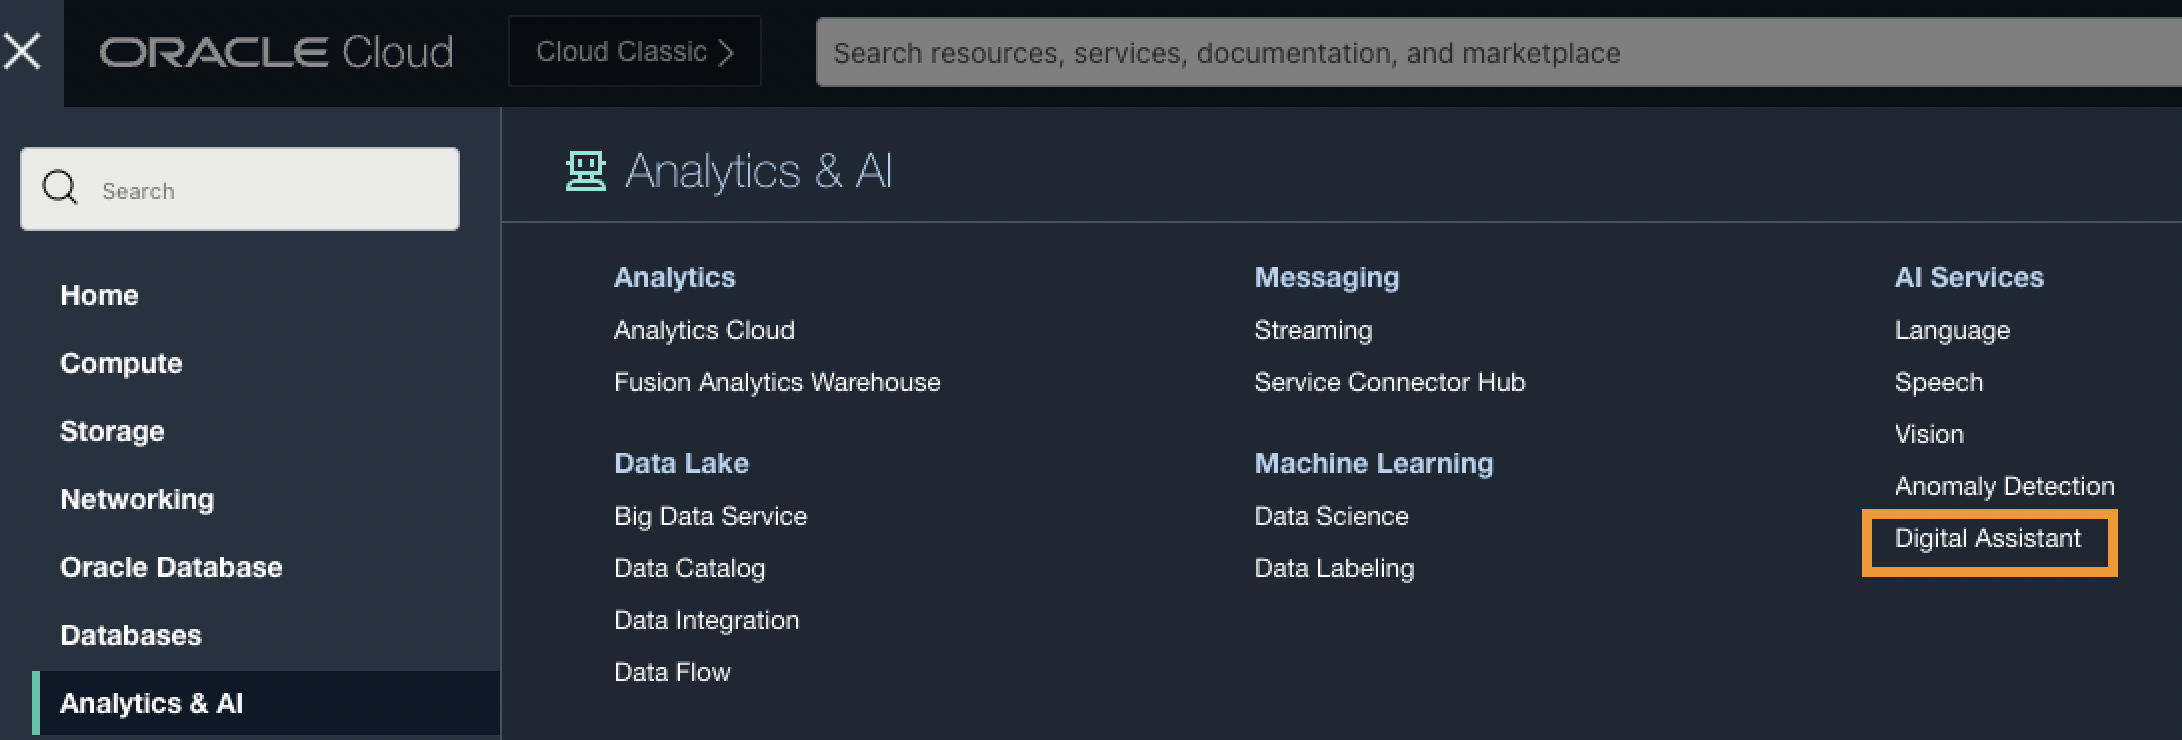 ORACLE Cloud
Cloud Classic
Search resources, services, documentation, and marketplace
Search
Home
Compute
Storage
Networking
Oracle Database
Databases
Analytics & AI
Analytics & AI
Analytics
Analytics Cloud
Fusion Analytics Warehouse
Data Lake
Big Data Service
Data Catalog
Data Integration
Data Flow
Messaging
Streaming
Service Connector Hub
Machine Learning
Data Science
Data Labeling
AI Services
Language
Speech
Vision
Anomaly Detection
Digital Assistant